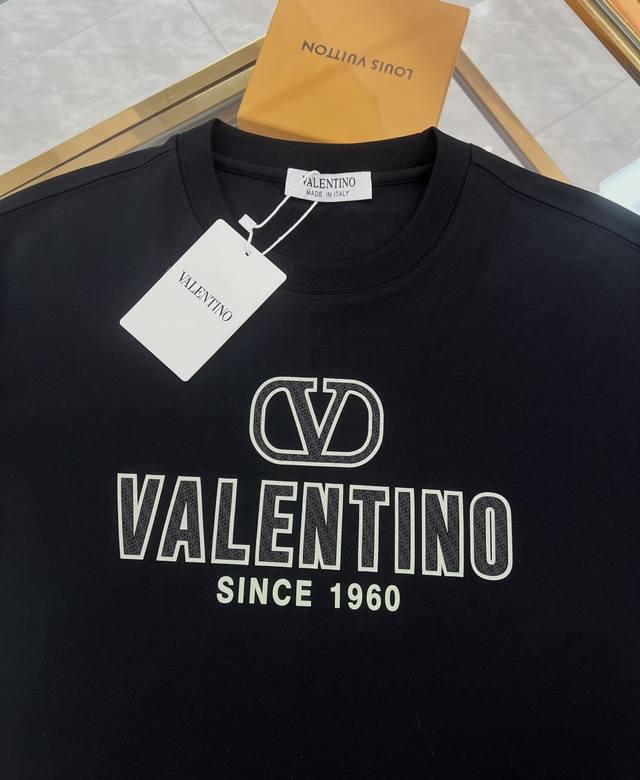 LOUIS VUITTON
VALENTINO
MADE IN ITALY
VALENTINO
VALENTINO
SINCE 1960